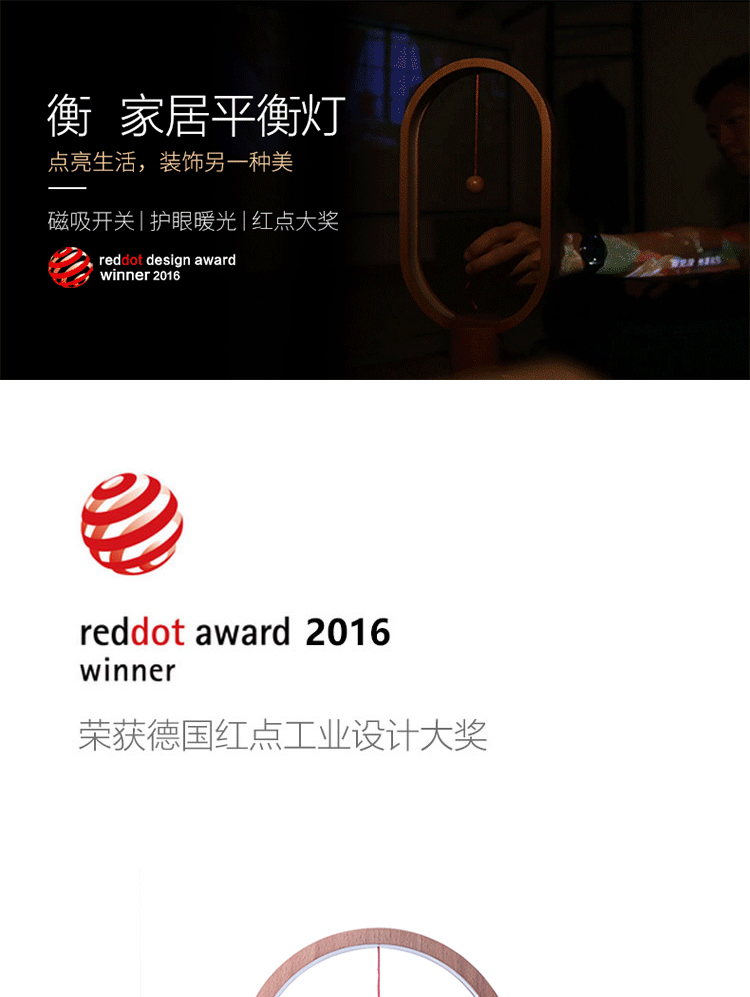 衡 家居平衡灯
点亮生活，装饰另一种美
磁吸开关|护眼暖光|红点大奖
reddot design award
winner 2016
reddot award 2016
winner
荣获德国红点工业设计大奖